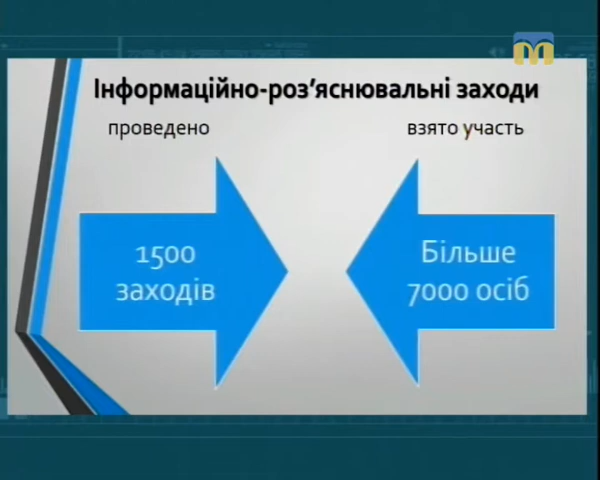 Інформаційно-роз’яснювальні заходи
проведено
взято участь
1500
заходів
Більше
7000 осіб